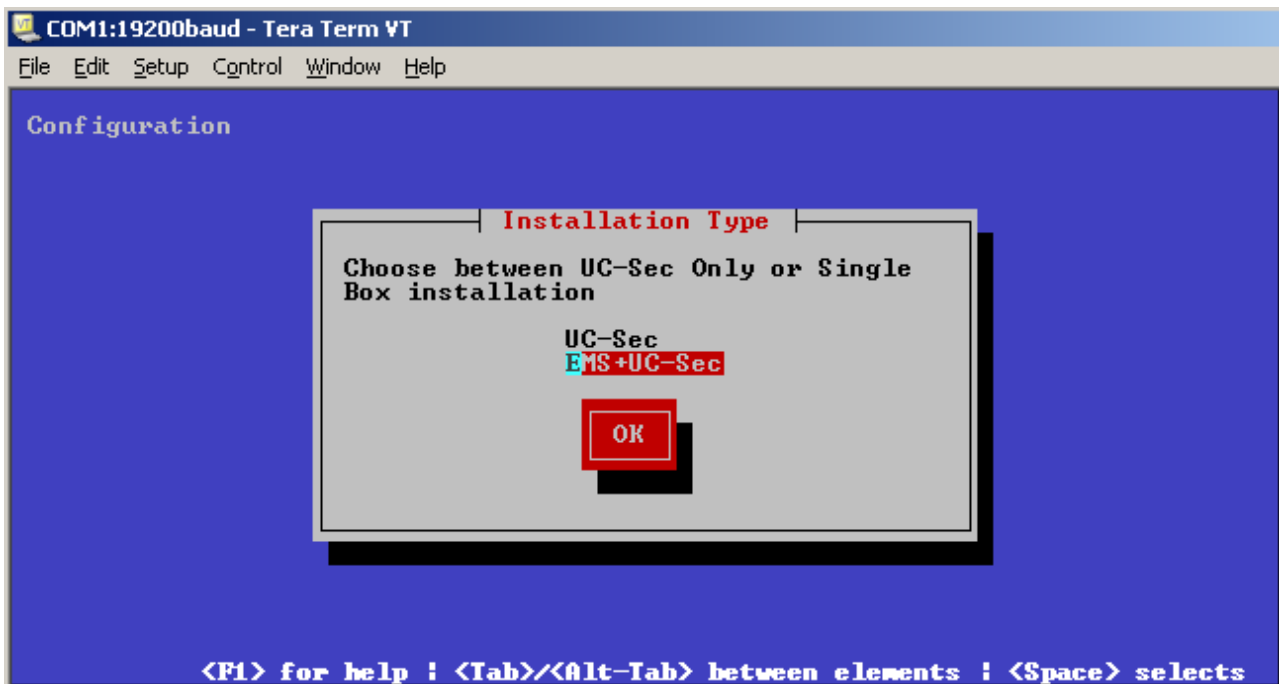 COM1:19200baud - Tera Term VT
File Edit Setup Control Window Help
Configuration
Installation Type
Choose between UC-Sec Only or Single
Box installation
UC-Sec
EMS+UC-Sec
OK
<F1> for help | <Tab>/<Alt-Tab> between elements | <Space> selects